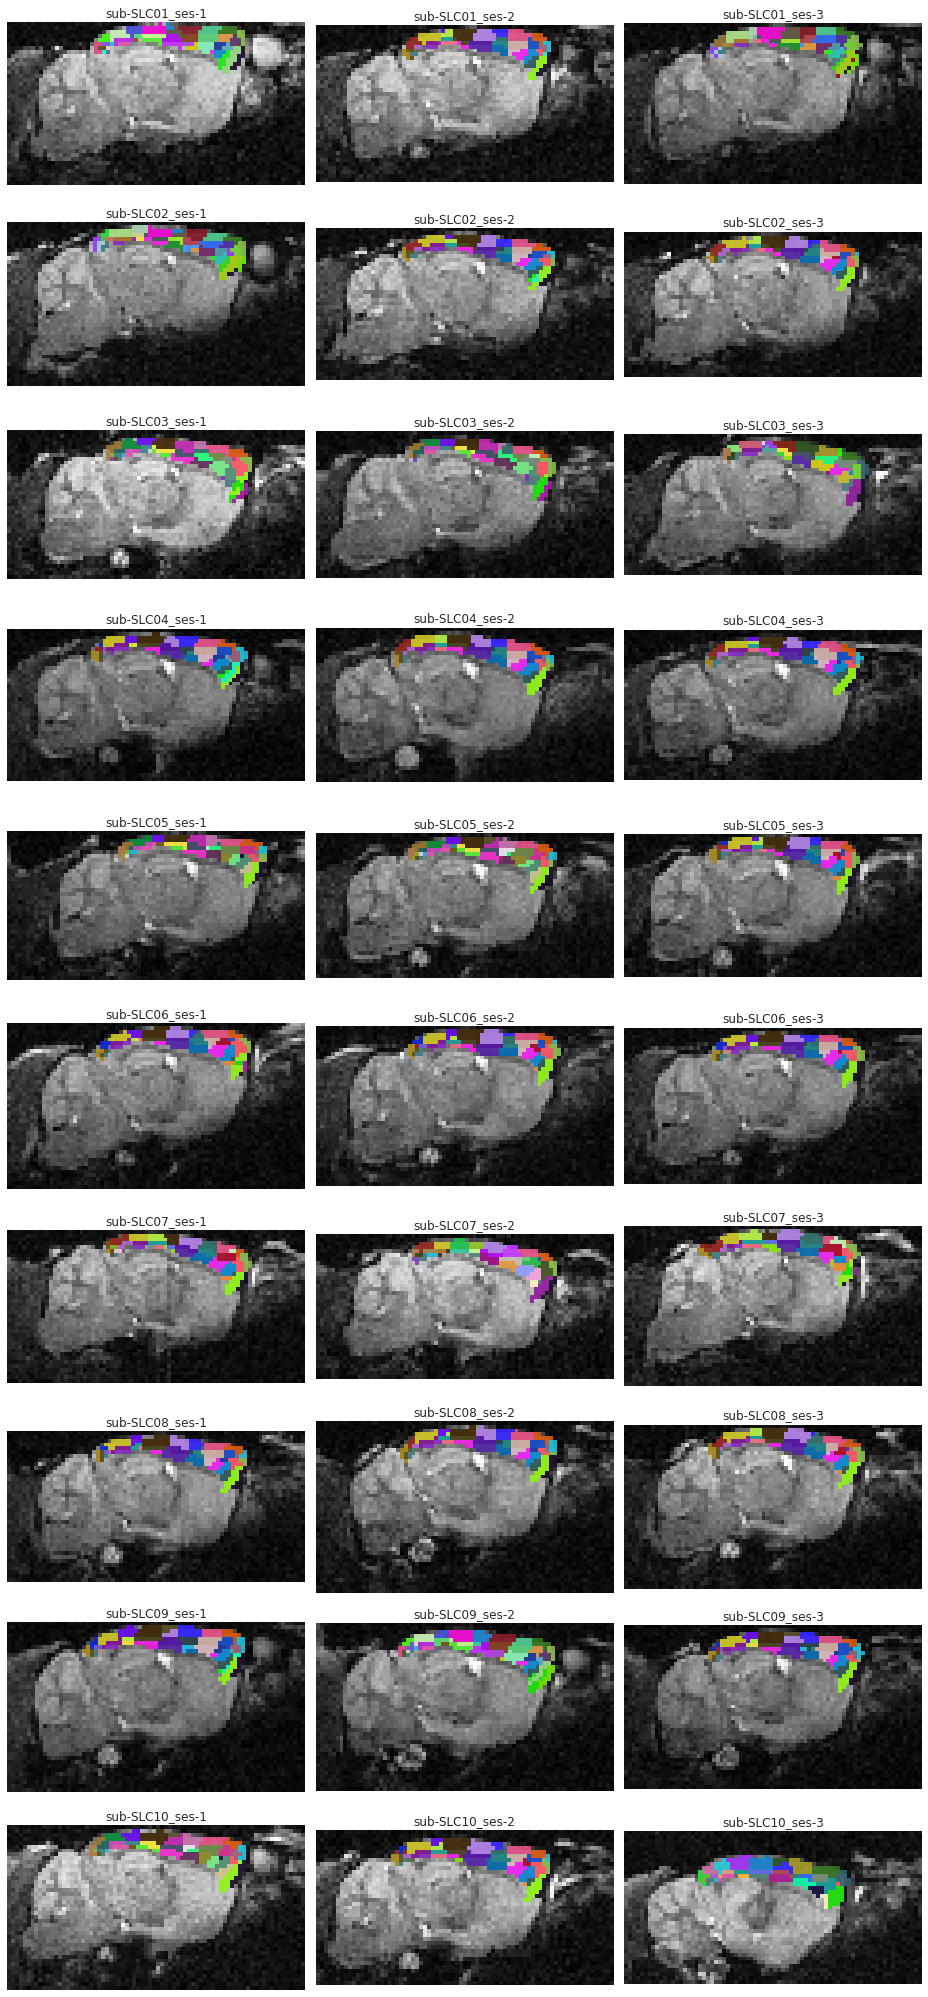 sub-SLC01_ses-1
sub-SLC01_ses-2
sub-SLC01_ses-3
sub-SLC02_ses-1
sub-SLC02_ses-2
sub-SLC02_ses-3
sub-SLC03_ses-1
sub-SLC03_ses-2
sub-SLC03_ses-3
sub-SLC04_ses-1
sub-SLC04_ses-2
sub-SLC04_ses-3
sub-SLC05_ses-1
sub-SLC05_ses-2
sub-SLC05_ses-3
sub-SLC06_ses-1
sub-SLC06_ses-2
sub-SLC06_ses-3
sub-SLC07_ses-1
sub-SLC07_ses-2
sub-SLC07_ses-3
sub-SLC08_ses-1
sub-SLC08_ses-2
sub-SLC08_ses-3
sub-SLC09_ses-1
sub-SLC09_ses-2
sub-SLC09_ses-3
sub-SLC10_ses-1
sub-SLC10_ses-2
sub-SLC10_ses-3